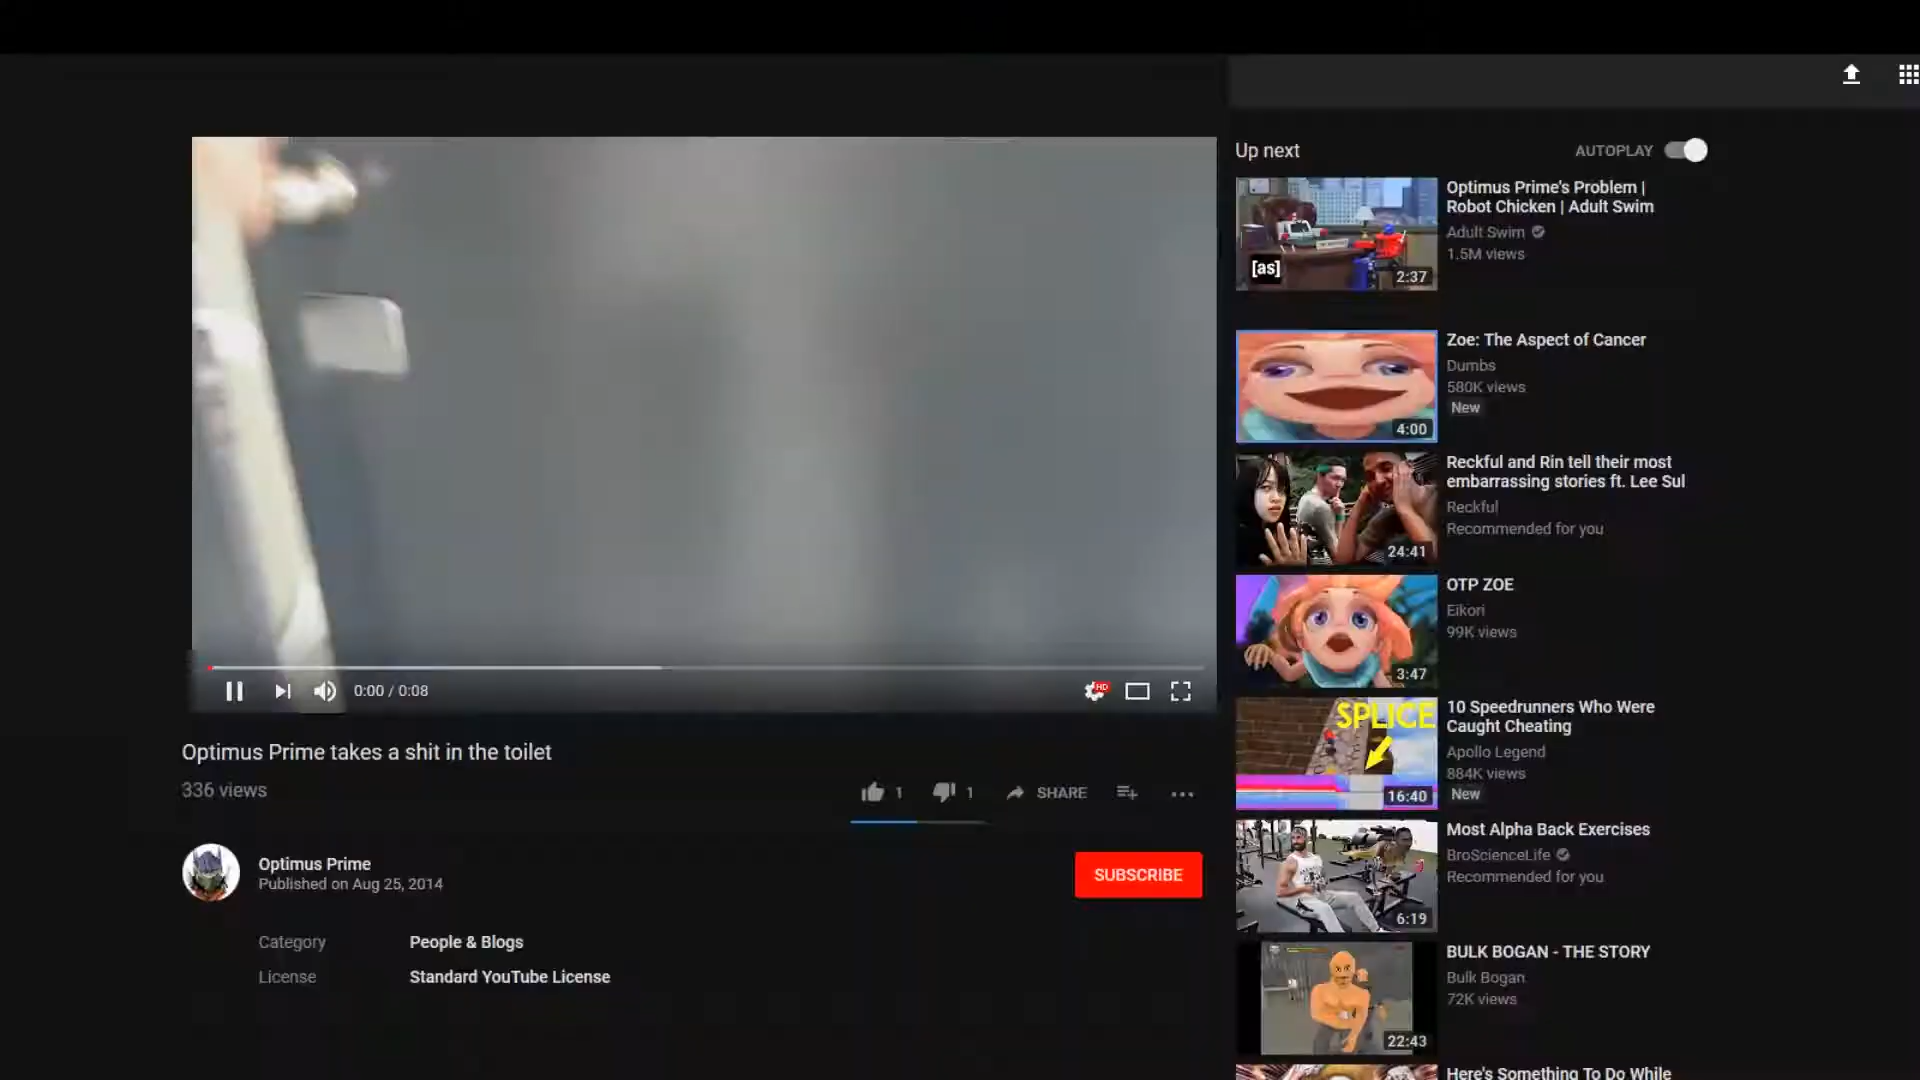 Up next
AUTOPLAY
Optimus Prime's Problem |
Robot Chicken | Adult Swim
Adult Swim
1.5M views
[as]
2:37
Zoe: The Aspect of Cancer
Dumbs
580K views
New
4:00
Reckful and Rin tell their most
embarrassing stories ft. Lee Sul
Reckful
Recommended for you
24:41
OTP ZOE
Eikori
99K views
3:47
SPLICE
10 Speedrunners Who Were
Caught Cheating
Apollo Legend
884K views
New
16:40
Most Alpha Back Exercises
BroScienceLife
Recommended for you
6:19
BULK BOGAN - THE STORY
Bulk Bogan
72K views
22:43
Here's Something To Do While
0:00 / 0:08
HD
Optimus Prime takes a shit in the toilet
336 views
1
1
SHARE
Optimus Prime
Published on Aug 25, 2014
SUBSCRIBE
Category
People & Blogs
License
Standard YouTube License